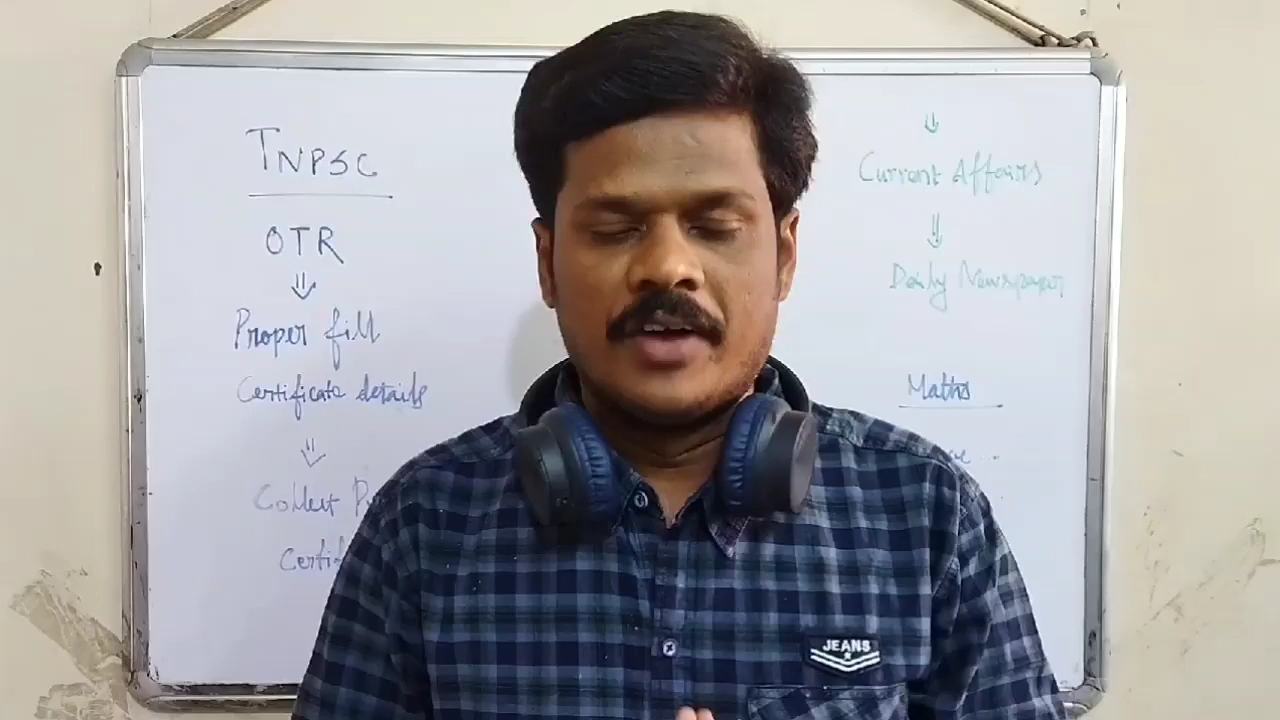 TNPSC
OTR
⇓
Proper fill
Certificate details
⇓
Collect
⇓
Current Affairs
⇓
Daily Newspaper
Maths
JEANS